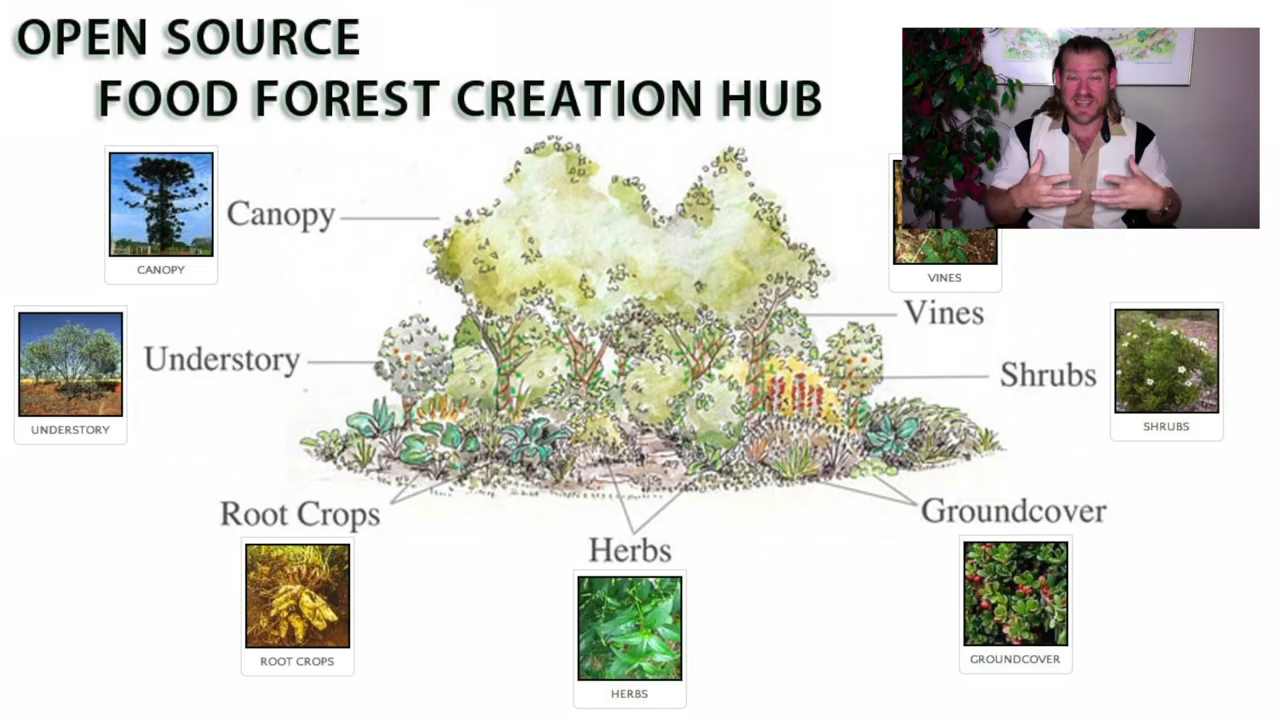 OPEN SOURCE
FOOD FOREST CREATION HUB
Canopy
CANOPY
VINES
Vines
Understory
UNDERSTORY
Shrubs
SHRUBS
Root Crops
ROOT CROPS
Herbs
HERBS
Groundcover
GROUNDCOVER